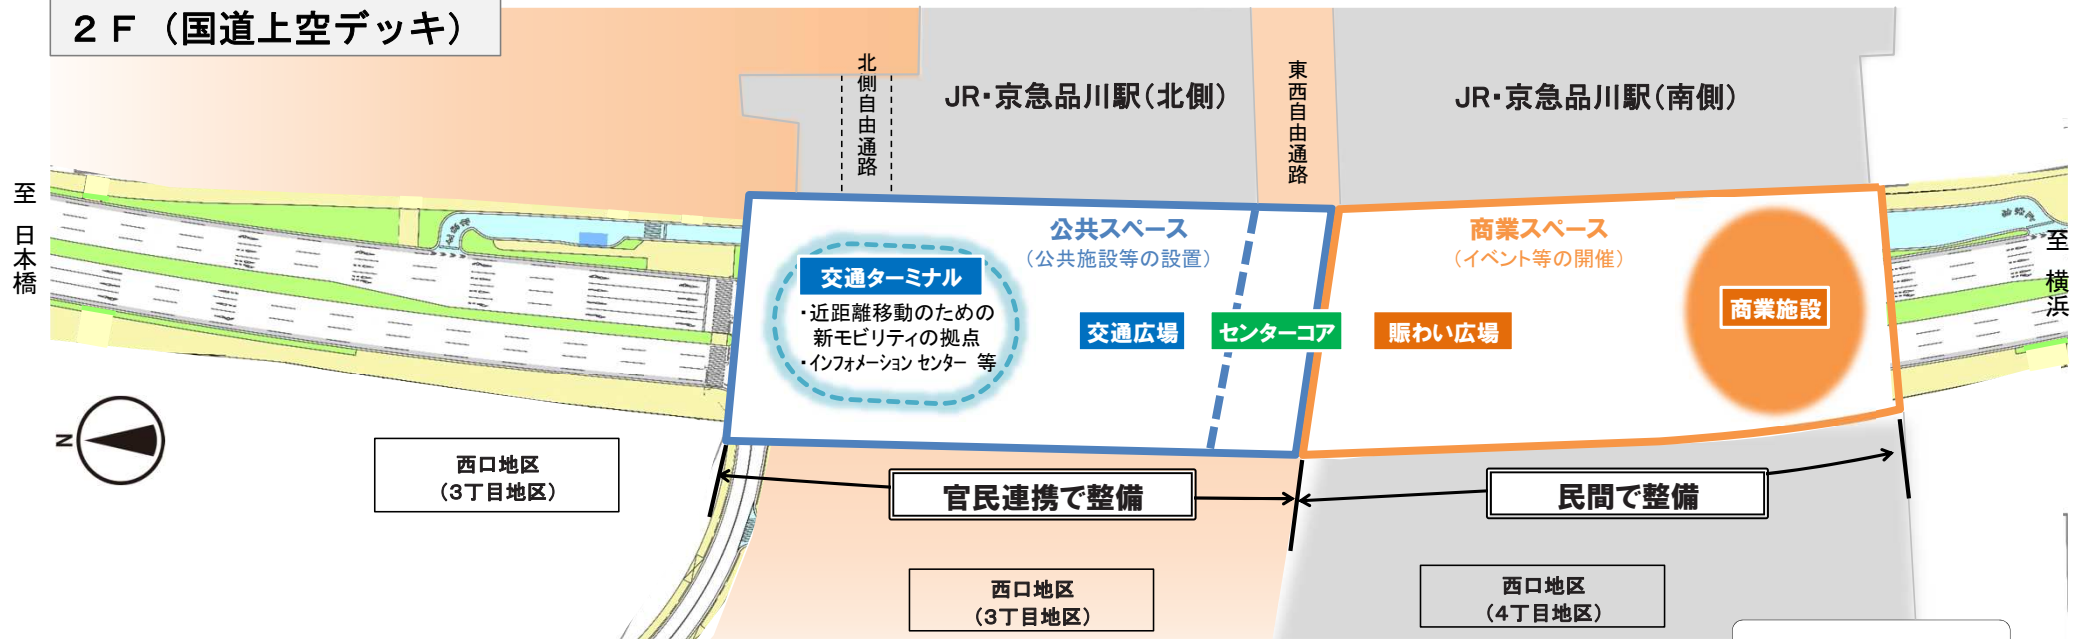 ２Ｆ（国道上空デッキ）
北側自由通路
JR・京急品川駅（北側）
東西自由通路
JR・京急品川駅（南側）
至 日本橋
公共スペース
（公共施設等の設置）
商業スペース
（イベント等の開催）
交通ターミナル
・近距離移動のための
新モビリティの拠点
・インフォメーションセンター 等
交通広場
センターコア
賑わい広場
商業施設
至 横浜
N
西口地区
（３丁目地区）
官民連携で整備
民間で整備
西口地区
（３丁目地区）
西口地区
（４丁目地区）